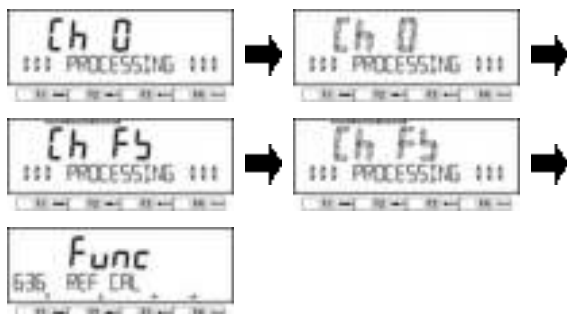 Ch 0
PROCESSING
Ch 0
PROCESSING
Ch FS
PROCESSING
Ch FS
PROCESSING
Func
636 REF CAL